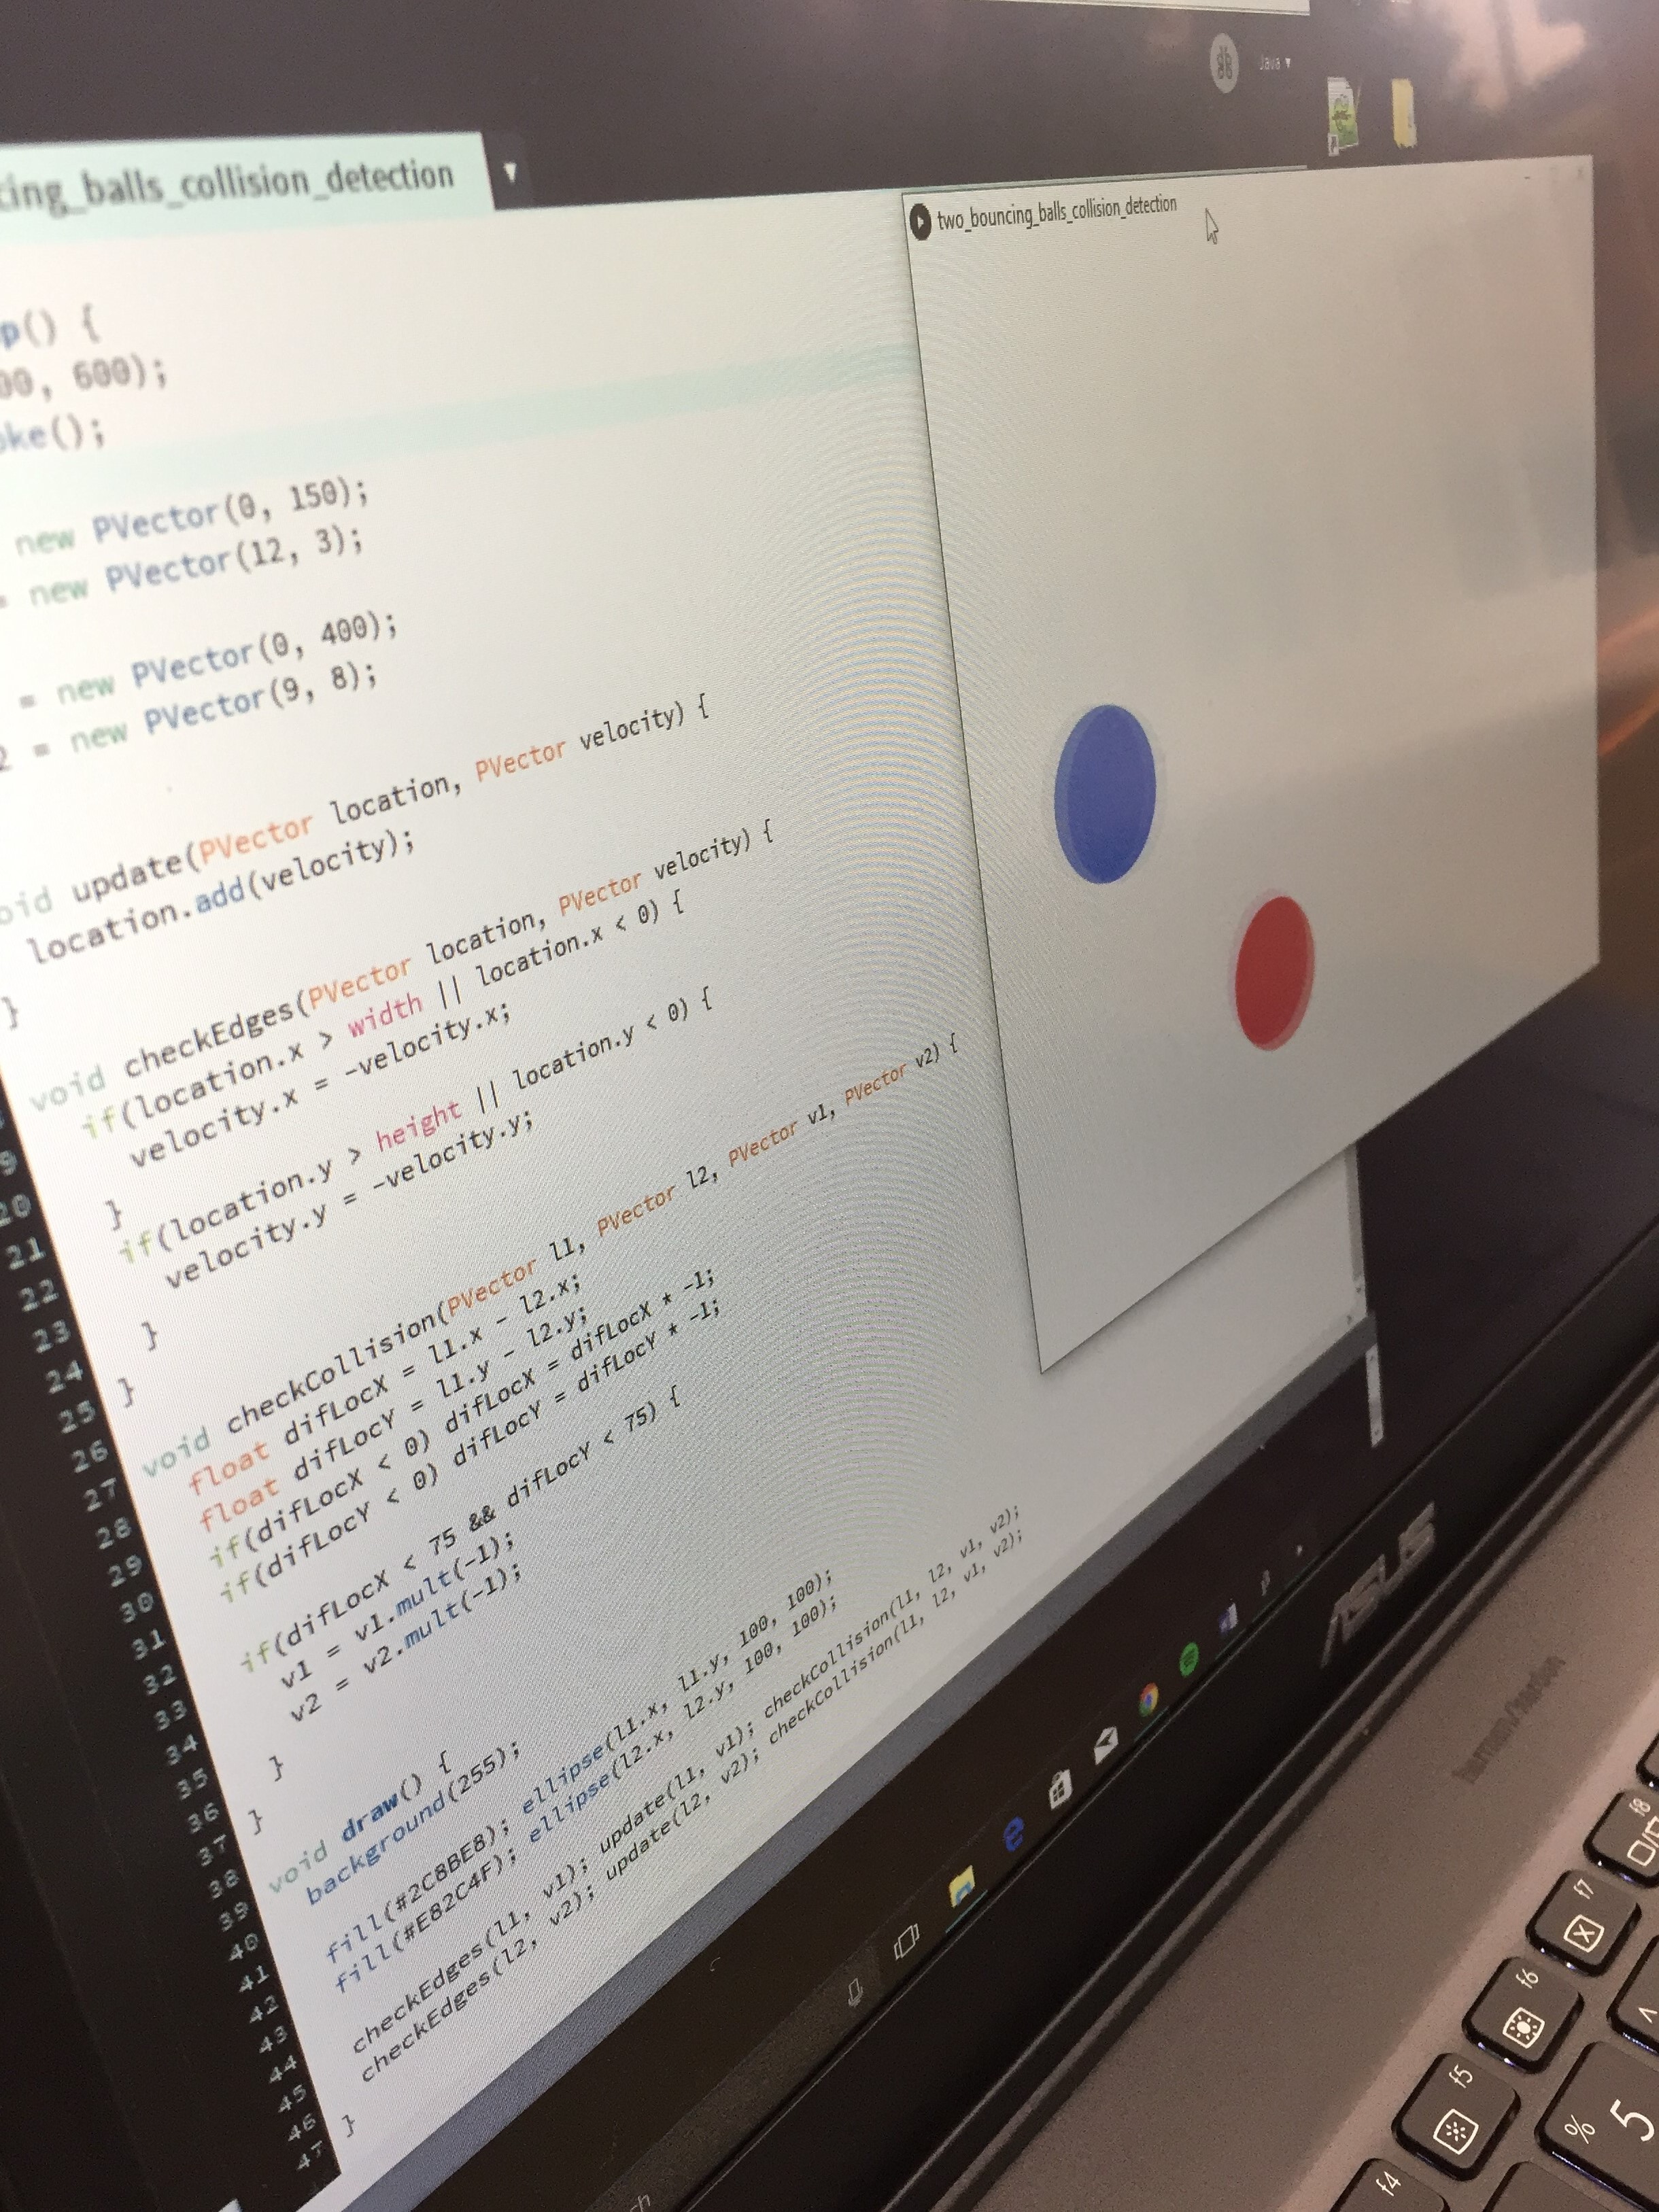 Java
cing_balls_collision_detection
two_bouncing_balls_collision_detection
p() {
00, 600);
oke();
new PVector(0, 150);
= new PVector(12, 3);
= new PVector(0, 400);
2 = new PVector(9, 8);
oid update(PVector location, PVector velocity) {
location.add(velocity);
}
void checkEdges(PVector location, PVector velocity) {
if(location.x > width || location.x < 0) {
velocity.x = -velocity.x;
}
if(location.y > height || location.y < 0) {
velocity.y = -velocity.y;
}
}
void checkCollision(PVector l1, PVector l2, PVector v1, PVector v2) {
float difLocX = l1.x - l2.x;
float difLocY = l1.y - l2.y;
if(difLocX < 0) difLocX = difLocX * -1;
if(difLocY < 0) difLocY = difLocY * -1;
if(difLocX < 75 && difLocY < 75) {
v1 = v1.mult(-1);
v2 = v2.mult(-1);
}
}
void draw() {
background(255);
fill(#2C8BE8); ellipse(l1.x, l1.y, 100, 100);
fill(#E82C4F); ellipse(l2.x, l2.y, 100, 100);
checkEdges(l1, v1); update(l1, v1); checkCollision(l1, l2, v1, v2);
checkEdges(l2, v2); update(l2, v2); checkCollision(l1, l2, v1, v2);
}
9
20
21
22
23
24
25
26
27
28
29
30
31
32
33
34
35
36
37
38
39
40
41
42
43
44
45
46
47
ch
ASUS
harman/kardon
f8
f7
f6
f5
f4
%
5